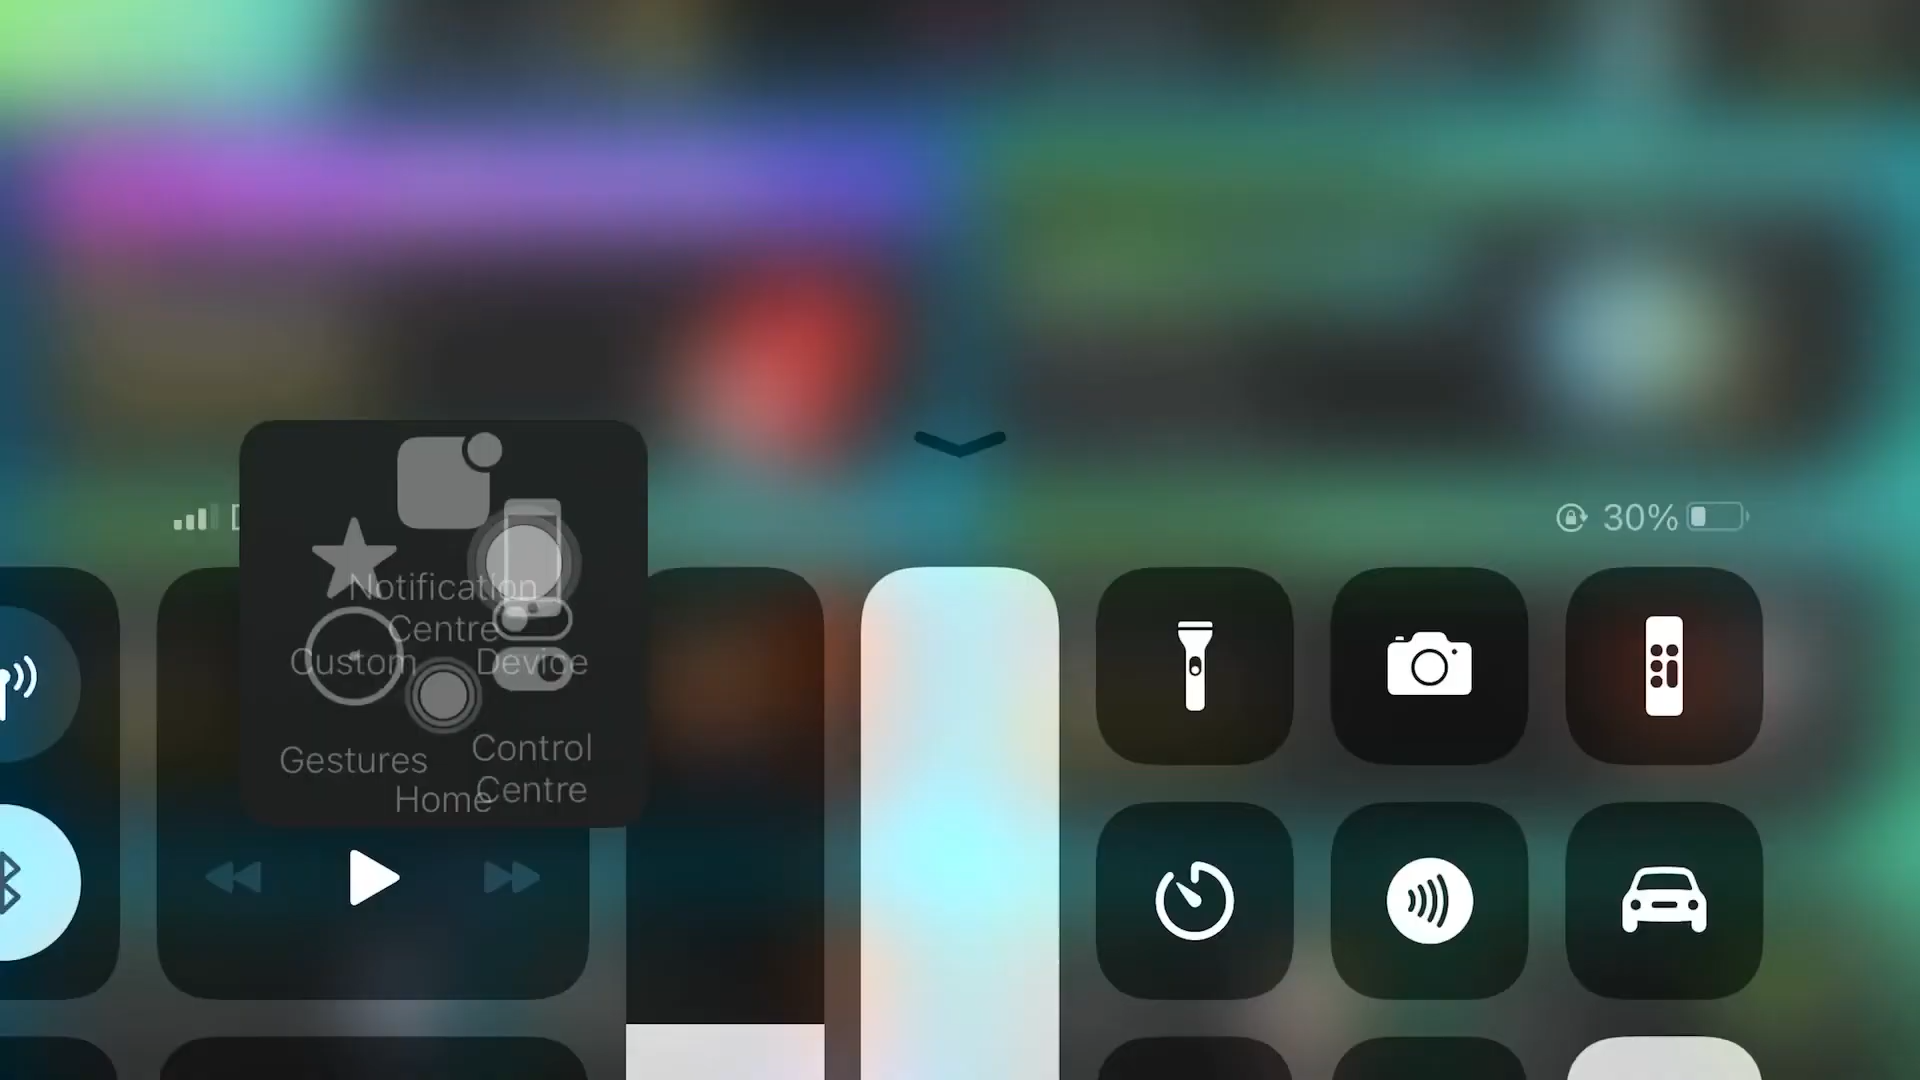 30%
Notification
Centre
Custom
Device
Gestures
Control
Centre
Home